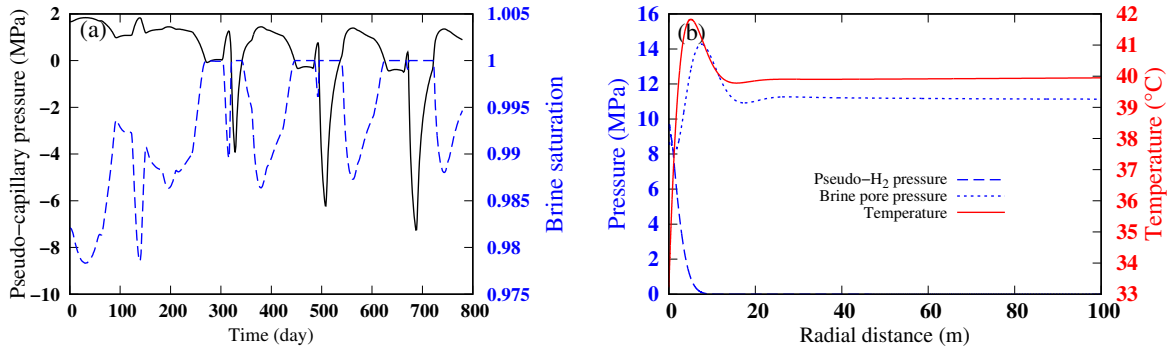 (a)
Pseudo−capillary pressure (MPa)
2
0
−2
−4
−6
−8
−10
1.005
1
0.995
0.99
0.985
0.98
0.975
Brine saturation
0 100 200 300 400 500 600 700 800
Time (day)
(b)
Pressure (MPa)
16
14
12
10
8
6
4
2
0
Pseudo−H₂ pressure
Brine pore pressure
Temperature
42
41
40
39
38
37
36
35
34
33
Temperature (°C)
0 20 40 60 80 100
Radial distance (m)